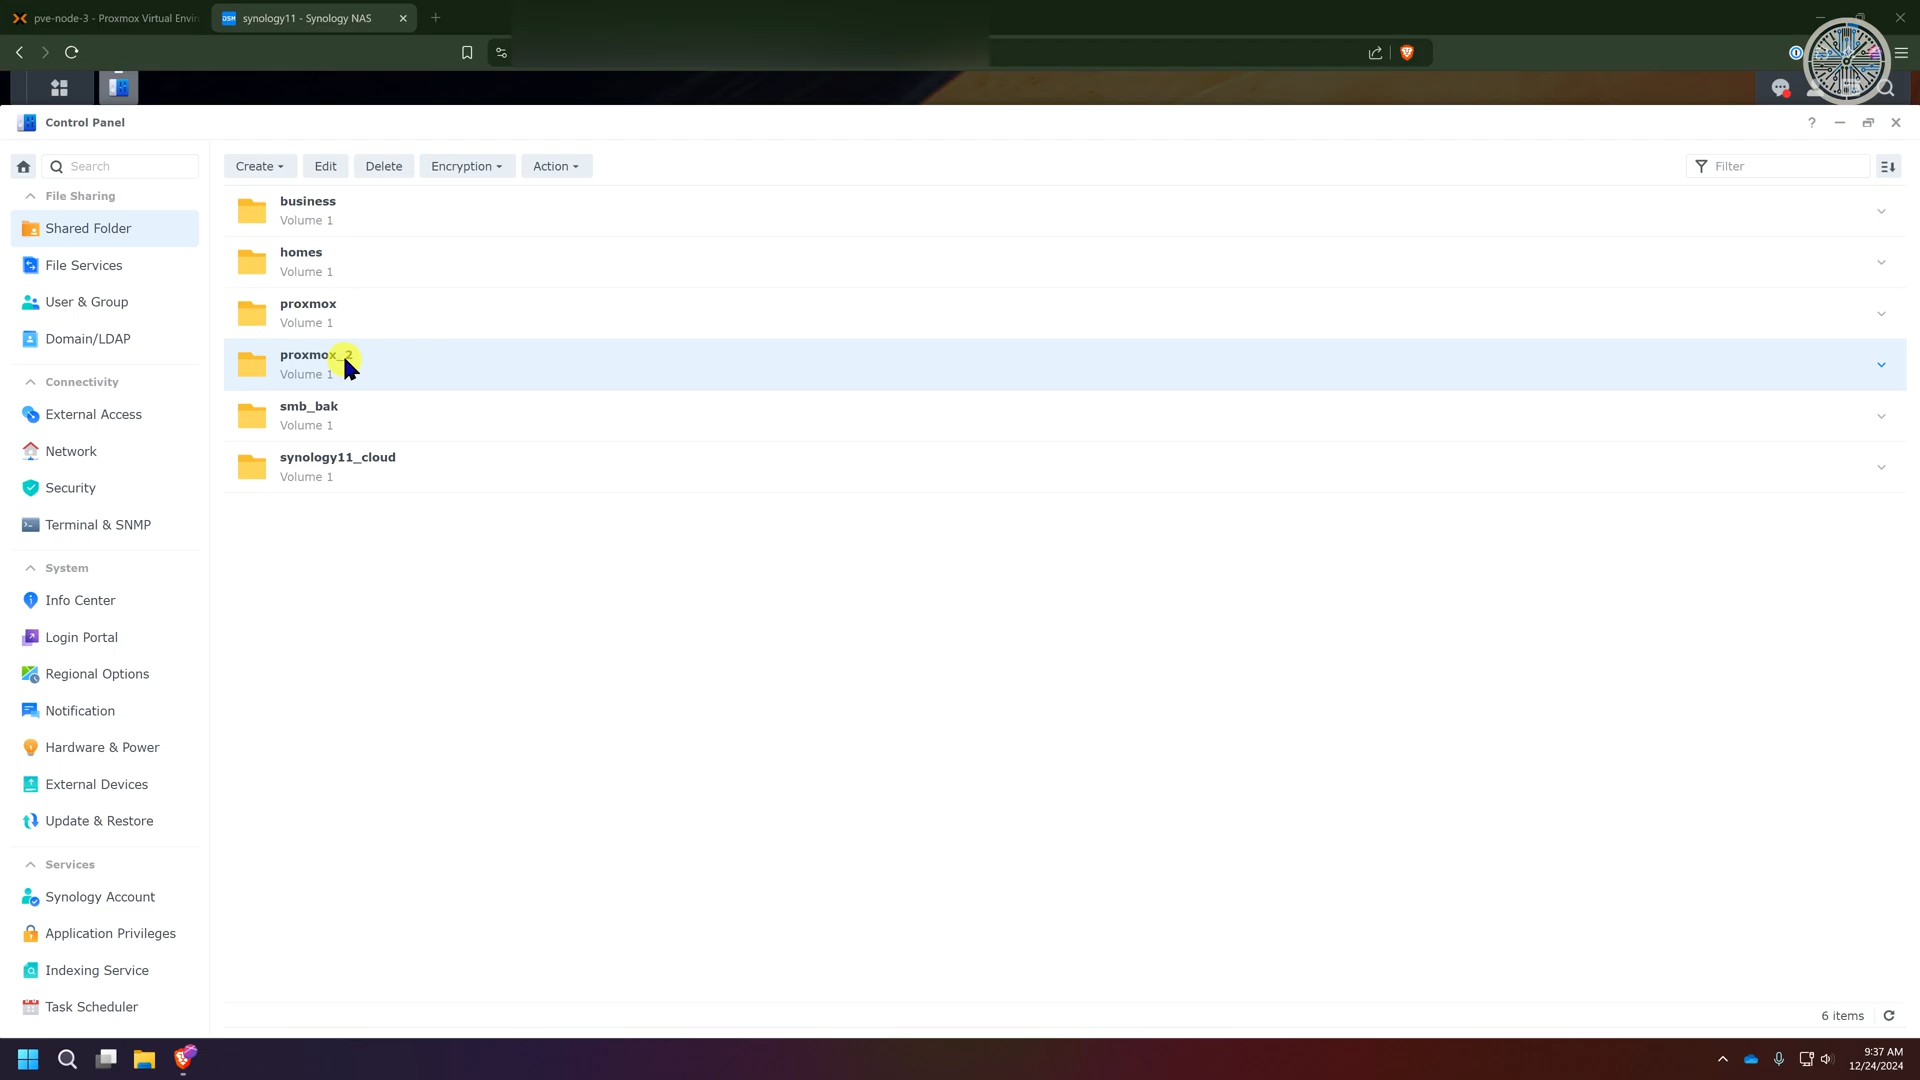 pve-node-3 - Proxmox Virtual Envir
synology11 - Synology NAS
Control Panel
Search
Create
Edit
Delete
Encryption
Action
Filter
File Sharing
Shared Folder
File Services
User & Group
Domain/LDAP
Connectivity
External Access
Network
Security
Terminal & SNMP
System
Info Center
Login Portal
Regional Options
Notification
Hardware & Power
External Devices
Update & Restore
Services
Synology Account
Application Privileges
Indexing Service
Task Scheduler
business
Volume 1
homes
Volume 1
proxmox
Volume 1
proxmox_2
Volume 1
smb_bak
Volume 1
synology11_cloud
Volume 1
6 items
9:37 AM
12/24/2024